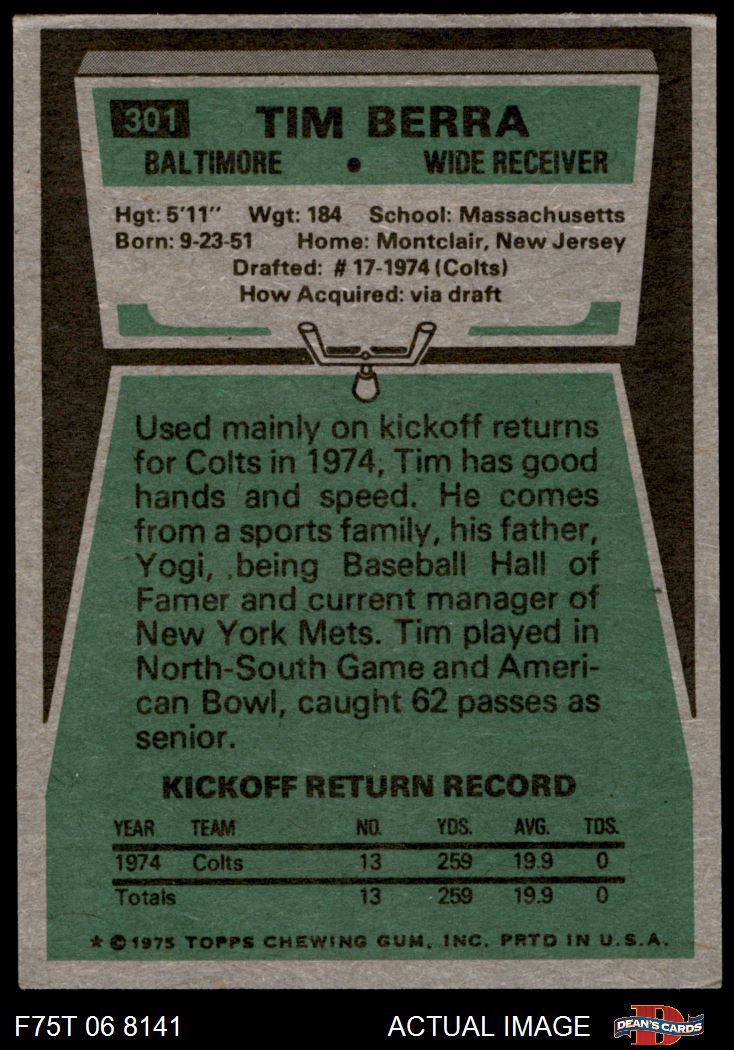 301 TIM BERRA
BALTIMORE • WIDE RECEIVER
Hgt: 5'11" Wgt: 184 School: Massachusetts
Born: 9-23-51 Home: Montclair, New Jersey
Drafted: #17-1974 (Colts)
How Acquired: via draft
Used mainly on kickoff returns
for Colts in 1974, Tim has good
hands and speed. He comes
from a sports family, his father,
Yogi, being Baseball Hall of
Famer and current manager of
New York Mets. Tim played in
North-South Game and Ameri-
can Bowl, caught 62 passes as
senior.
KICKOFF RETURN RECORD
YEAR TEAM NO. YDS. AVG. TDS.
1974 Colts 13 259 19.9 0
Totals 13 259 19.9 0
* © 1975 TOPPS CHEWING GUM, INC. PRTD IN U.S.A.
F75T 06 8141 ACTUAL IMAGE D DEAN'S CARDS